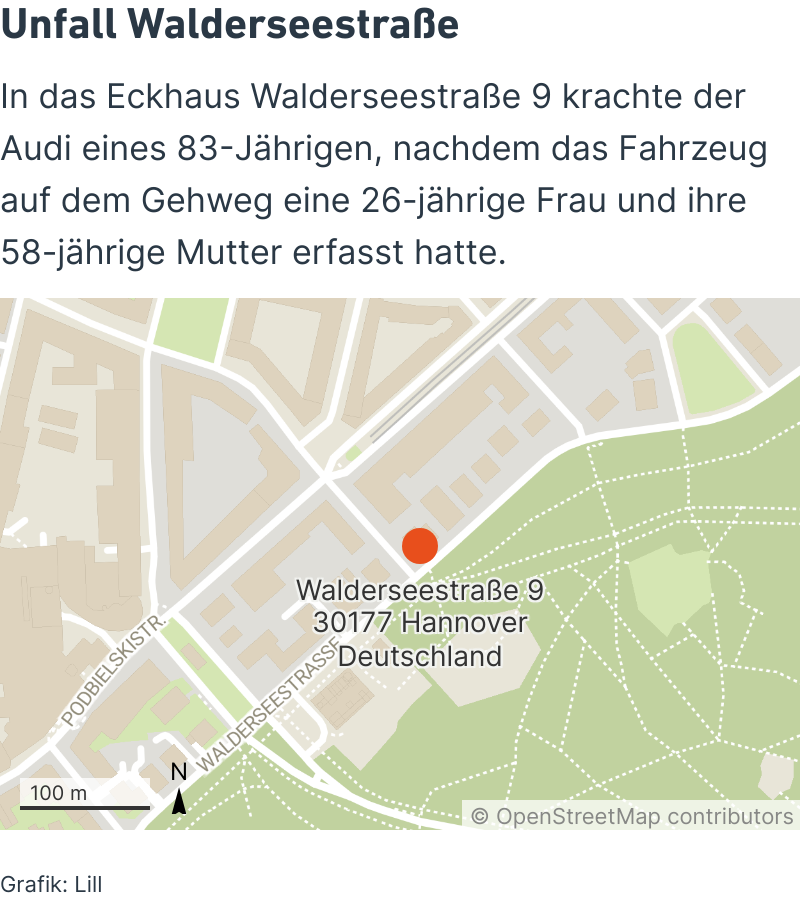 Unfall Walderseestraße
In das Eckhaus Walderseestraße 9 krachte der
Audi eines 83-Jährigen, nachdem das Fahrzeug
auf dem Gehweg eine 26-jährige Frau und ihre
58-jährige Mutter erfasst hatte.
Walderseestraße 9
30177 Hannover
Deutschland
PODBIELSKISTR.
WALDERSEESTRASSE
N
100 m
© OpenStreetMap contributors
Grafik: Lill